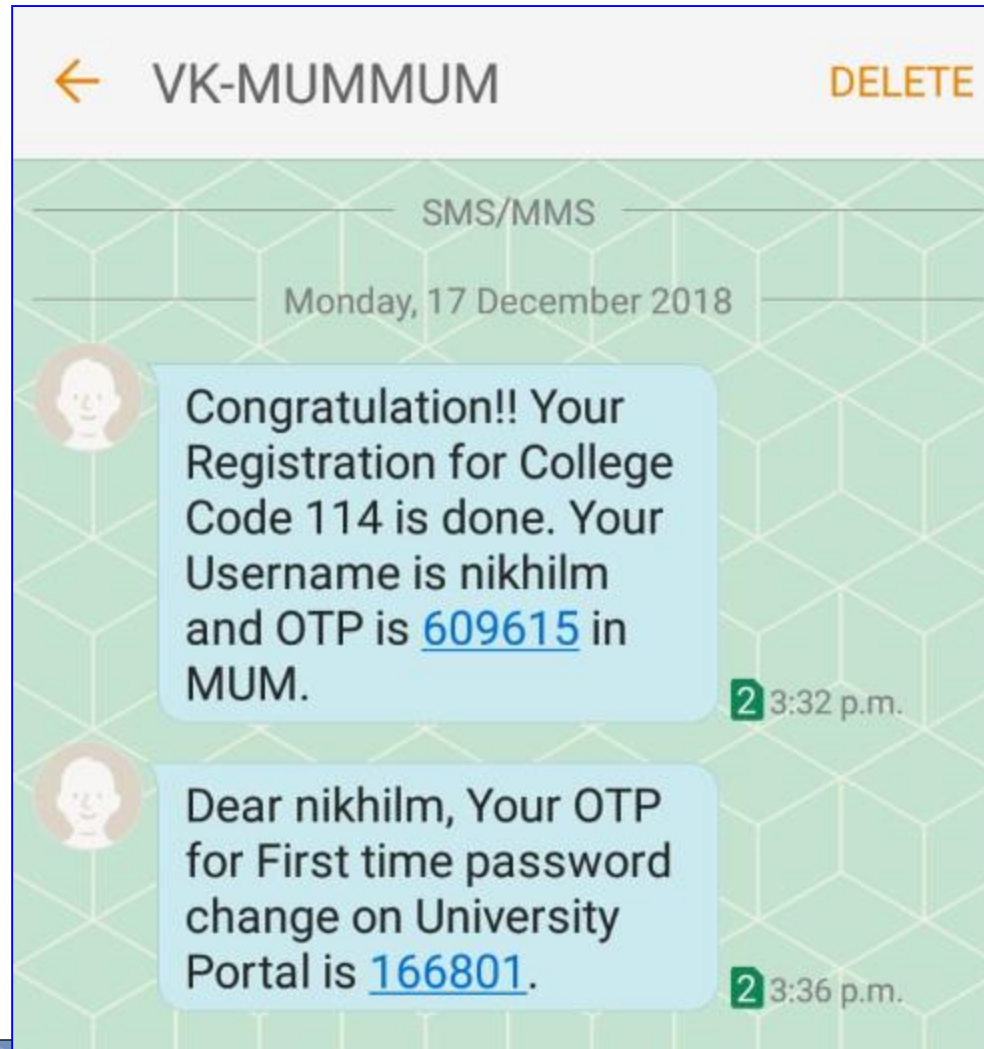 VK-MUMMUM DELETE
SMS/MMS
Monday, 17 December 2018
Congratulation!! Your
Registration for College
Code 114 is done. Your
Username is nikhilm
and OTP is 609615 in
MUM.
2 3:32 p.m.
Dear nikhilm, Your OTP
for First time password
change on University
Portal is 166801.
2 3:36 p.m.